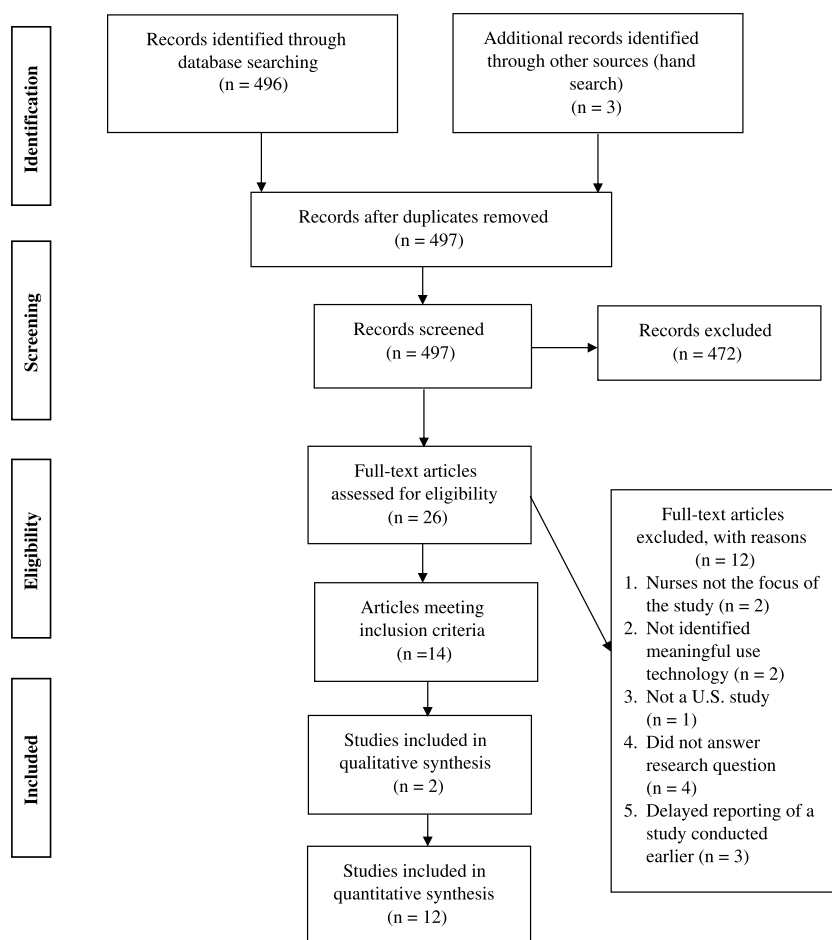 Identification
Records identified through
database searching
(n = 496)
Additional records identified
through other sources (hand
search)
(n = 3)
Records after duplicates removed
(n = 497)
Screening
Records screened
(n = 497)
Records excluded
(n = 472)
Eligibility
Full-text articles
assessed for eligibility
(n = 26)
Full-text articles
excluded, with reasons
(n = 12)
1. Nurses not the focus of
the study (n = 2)
2. Not identified
meaningful use
technology (n = 2)
3. Not a U.S. study
(n = 1)
4. Did not answer
research question
(n = 4)
5. Delayed reporting of a
study conducted
earlier (n = 3)
Articles meeting
inclusion criteria
(n =14)
Included
Studies included in
qualitative synthesis
(n = 2)
Studies included in
quantitative synthesis
(n = 12)